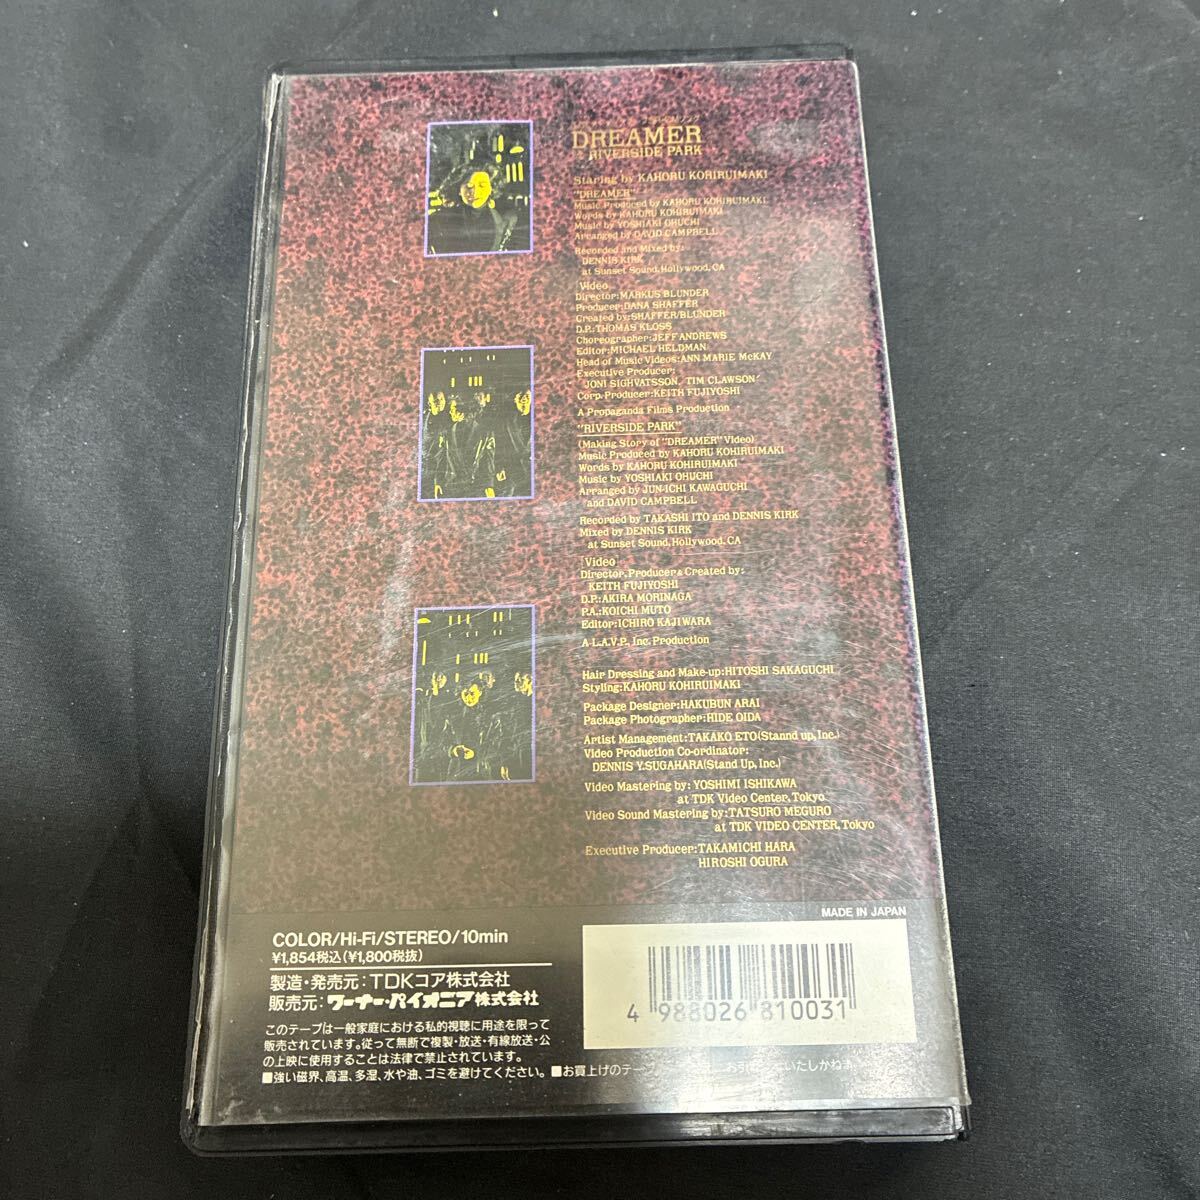 DREAMER
RIVERSIDE PARK
Staring by KAHORU KOHIRUIMAKI
"DREAMER"
Music Produced by KAHORU KOHIRUIMAKI
Words by KAHORU KOHIRUIMAKI
Music by YOSHIAKI OHUCHI
Arranged by DAVID CAMPBELL
Recorded and Mixed by:
DENNIS KIRK
at Sunset Sound, Hollywood, CA
[Video]
Director:MARKUS BLUNDER
Producer:DANA SHAFFER
Created by:SHAFFER/BLUNDER
D.P.:THOMAS KLOSS
Choreographer:JEFF ANDREWS
Editor:MICHAEL HELDMAN
Head of Music Videos:ANN MARIE McKAY
Executive Producer:
JONI SIGHVATSSON, TIM CLAWSON
Corp. Producer:KEITH FUJIYOSHI
A Propaganda Films Production
"RIVERSIDE PARK"
(Making Story of "DREAMER" Video)
Music Produced by KAHORU KOHIRUIMAKI
Words by KAHORU KOHIRUIMAKI
Music by YOSHIAKI OHUCHI
Arranged by JUN-ICHI KAWAGUCHI
and DAVID CAMPBELL
Recorded by TAKASHI ITO and DENNIS KIRK
Mixed by DENNIS KIRK
at Sunset Sound, Hollywood, CA
[Video]
Director, Producer & Created by:
KEITH FUJIYOSHI
D.P.:AKIRA MORINAGA
P.A.:KOICHI MUTO
Editor:ICHIRO KAJIWARA
A L.A.V.P., Inc. Production
Hair Dressing and Make-up:HITOSHI SAKAGUCHI
Styling:KAHORU KOHIRUIMAKI
Package Designer:HAKUBUN ARAI
Package Photographer:HIDE OIDA
Artist Management:TAKAKO ETO(Stannd up, Inc.)
Video Production Co-ordinator:
DENNIS Y.SUGAHARA(Stand Up, Inc.)
Video Mastering by: YOSHIMI ISHIKAWA
at TDK Video Center, Tokyo
Video Sound Mastering by:TATSURO MEGURO
at TDK VIDEO CENTER, Tokyo
Executive Producer:TAKAMICHI HARA
HIROSHI OGURA
MADE IN JAPAN
COLOR/Hi-Fi/STEREO/10min
¥1,854税込(¥1,800税抜)
製造・発売元:TDKコア株式会社
販売元:ワーナー・パイオニア株式会社
このテープは一般家庭における私的視聴に用途を限って
販売されています。従って無断で複製・放送・有線放送・公
の上映に使用することは法律で禁止されています。
■強い磁界、高温、多湿、水や油、ゴミを避けてください。■お買上げのテープ いたしかねま
4 988026 810031